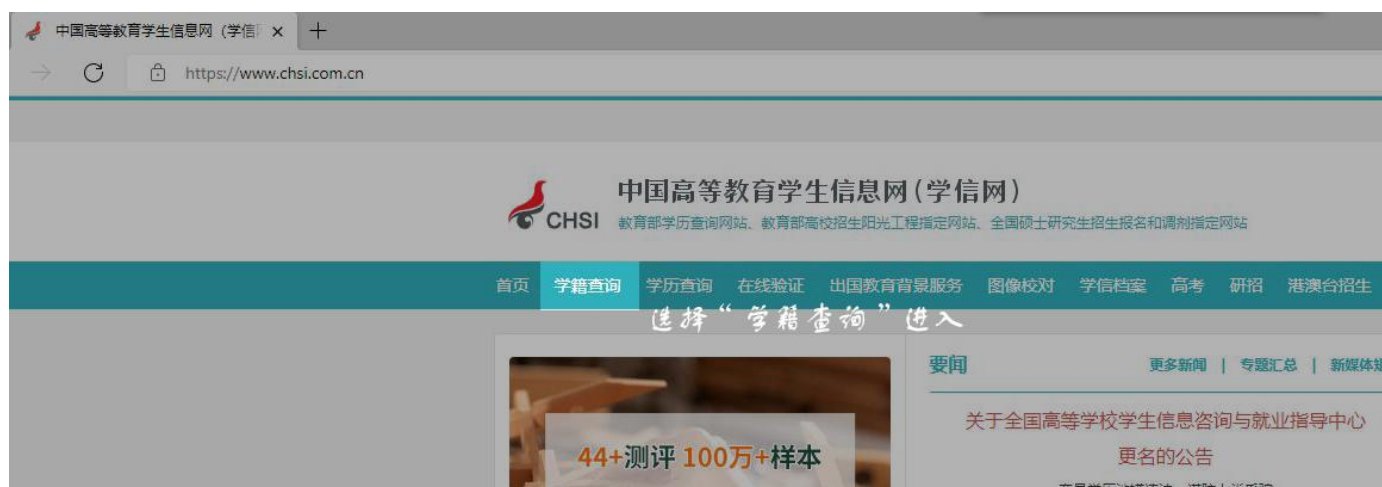 中国高等教育学生信息网（学信
https://www.chsi.com.cn
CHSI
中国高等教育学生信息网（学信网）
教育部学历查询网站、教育部高校招生阳光工程指定网站、全国硕士研究生招生报名和调剂指定网站
首页 学籍查询 学历查询 在线验证 出国教育背景服务 图像校对 学信档案 高考 研招 港澳台招生
选择“学籍查询”进入
要闻 更多新闻 | 专题汇总 | 新媒体
关于全国高等学校学生信息咨询与就业指导中心
更名的公告
44+测评 100万+样本